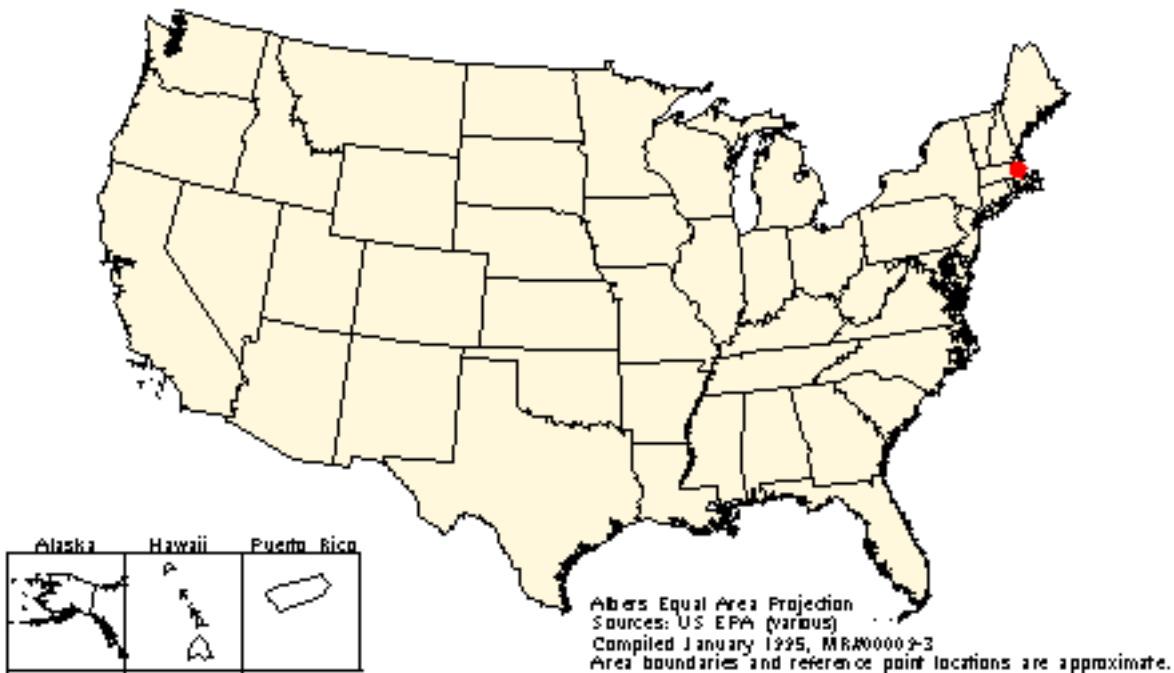 Alaska Hawaii Puerto Rico
Albers Equal Area Projection
Sources: US EPA (various)
Compiled January 1995, MR#00009-3
Area boundaries and reference point locations are approximate.